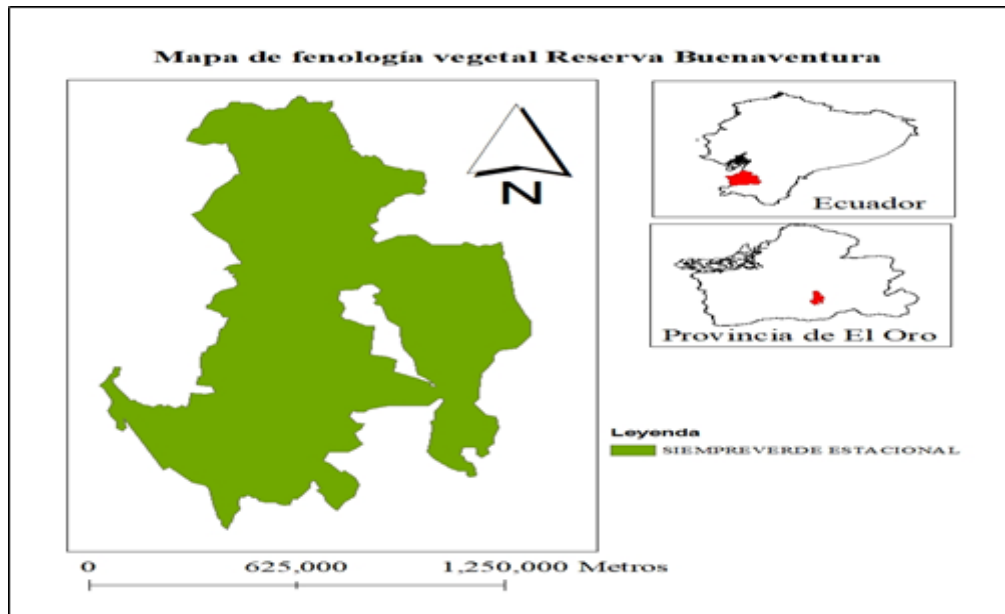 Mapa de fenología vegetal Reserva Buenaventura
N
Ecuador
Provincia de El Oro
Leyenda
SIEMPREVERDE ESTACIONAL
0 625,000 1,250,000 Metros